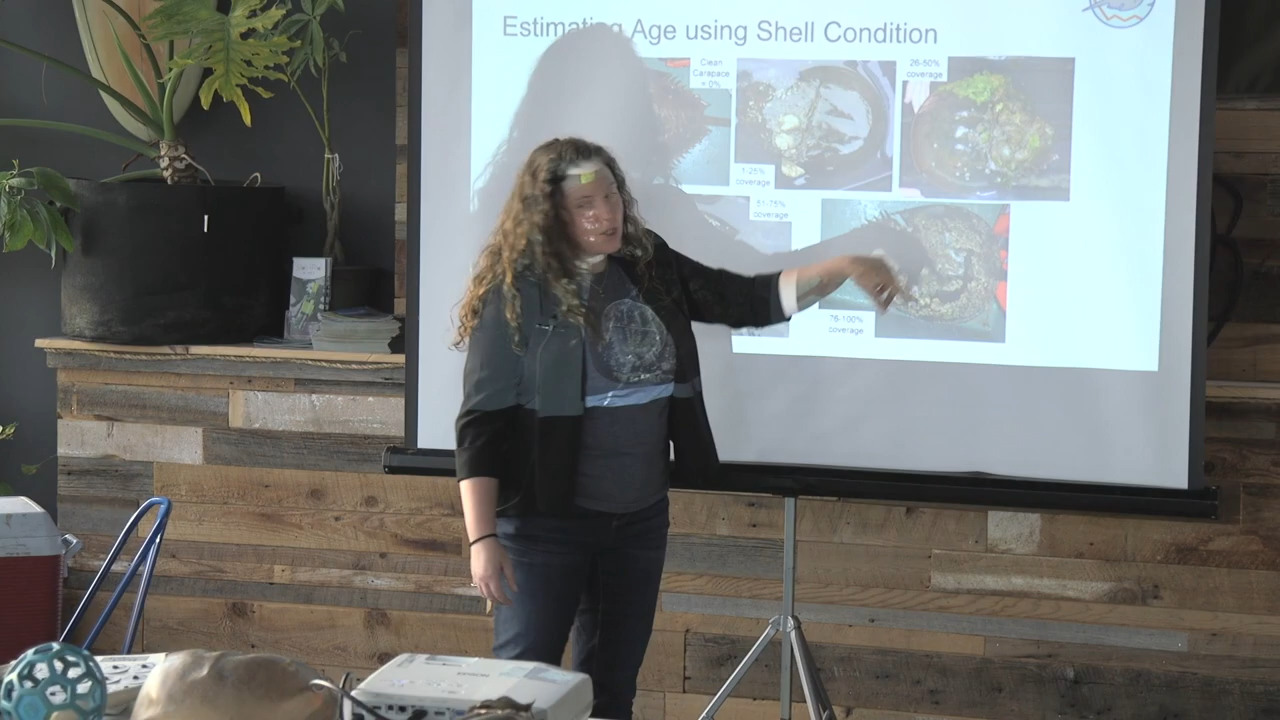 Estimating Age using Shell Condition
Clean
Carapace
= 0%
1-25%
coverage
26-50%
coverage
51-75%
76-100%
coverage